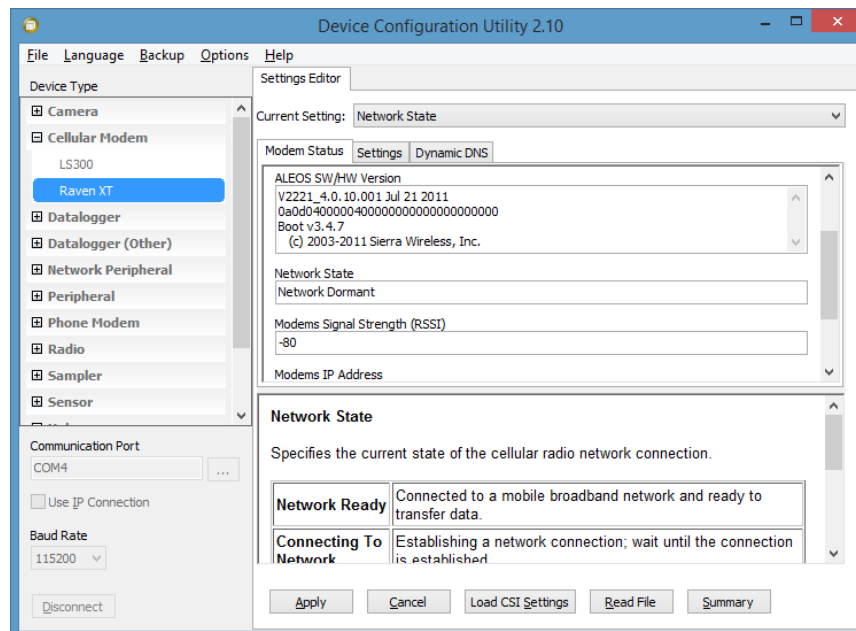 Device Configuration Utility 2.10
File Language Backup Options Help
Device Type
Camera
Cellular Modem
LS300
Raven XT
Datalogger
Datalogger (Other)
Network Peripheral
Peripheral
Phone Modem
Radio
Sampler
Sensor
Communication Port
COM4
...
Use IP Connection
Baud Rate
115200
Disconnect
Settings Editor
Current Setting: Network State
Modem Status Settings Dynamic DNS
ALEOS SW/HW Version
V2221_4.0.10.001 Jul 21 2011
Boot v3.4.7
(c) 2003-2011 Sierra Wireless, Inc.
Network State
Network Dormant
Modems Signal Strength (RSSI)
-80
Modems IP Address
Network State
Specifies the current state of the cellular radio network connection.
Network Ready Connected to a mobile broadband network and ready to
transfer data.
Connecting To Establishing a network connection; wait until the connection
Network is established
Apply Cancel Load CSI Settings Read File Summary